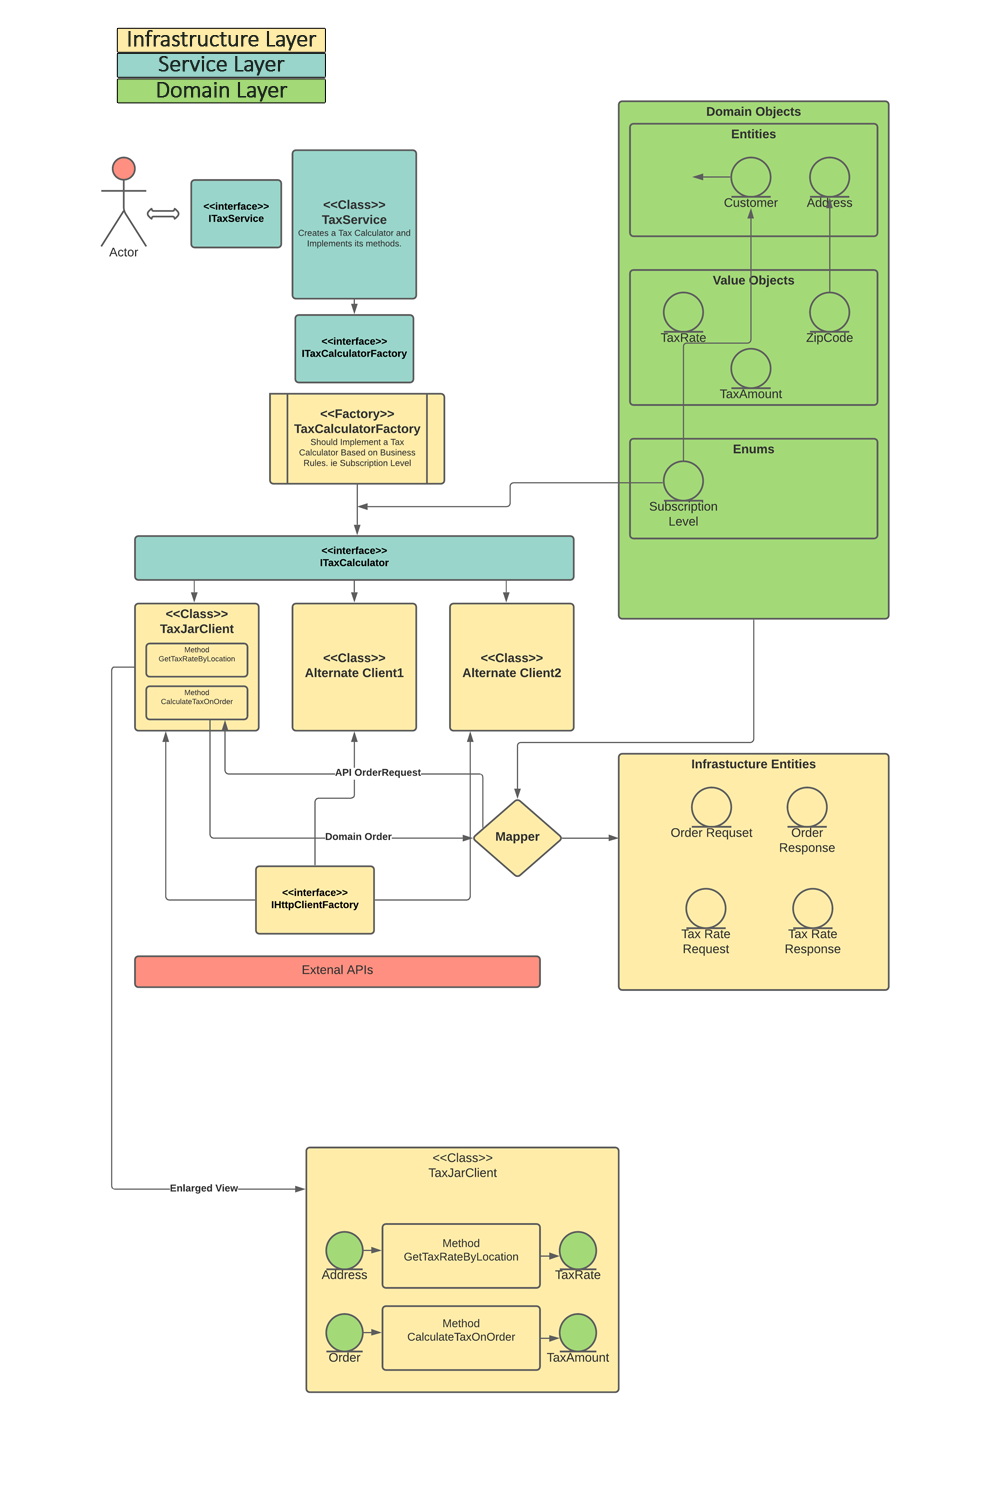 Infrastructure Layer
Service Layer
Domain Layer
Actor
<<interface>>
ITaxService
<<Class>>
TaxService
Creates a Tax Calculator and
Implements its methods.
<<interface>>
ITaxCalculatorFactory
<<Factory>>
TaxCalculatorFactory
Should Implement a Tax
Calculator Based on Business
Rules. ie Subscription Level
Domain Objects
Entities
Customer
Address
Value Objects
TaxRate
ZipCode
TaxAmount
Enums
Subscription
Level
<<interface>>
ITaxCalculator
<<Class>>
TaxJarClient
Method
GetTaxRateByLocation
Method
CalculateTaxOnOrder
<<Class>>
Alternate Client1
<<Class>>
Alternate Client2
API OrderRequest
Domain Order
Mapper
<<interface>>
IHttpClientFactory
Infrastucture Entities
Order Requset
Order
Response
Tax Rate
Request
Tax Rate
Response
Extenal APIs
Enlarged View
<<Class>>
TaxJarClient
Address
Method
GetTaxRateByLocation
TaxRate
Order
Method
CalculateTaxOnOrder
TaxAmount